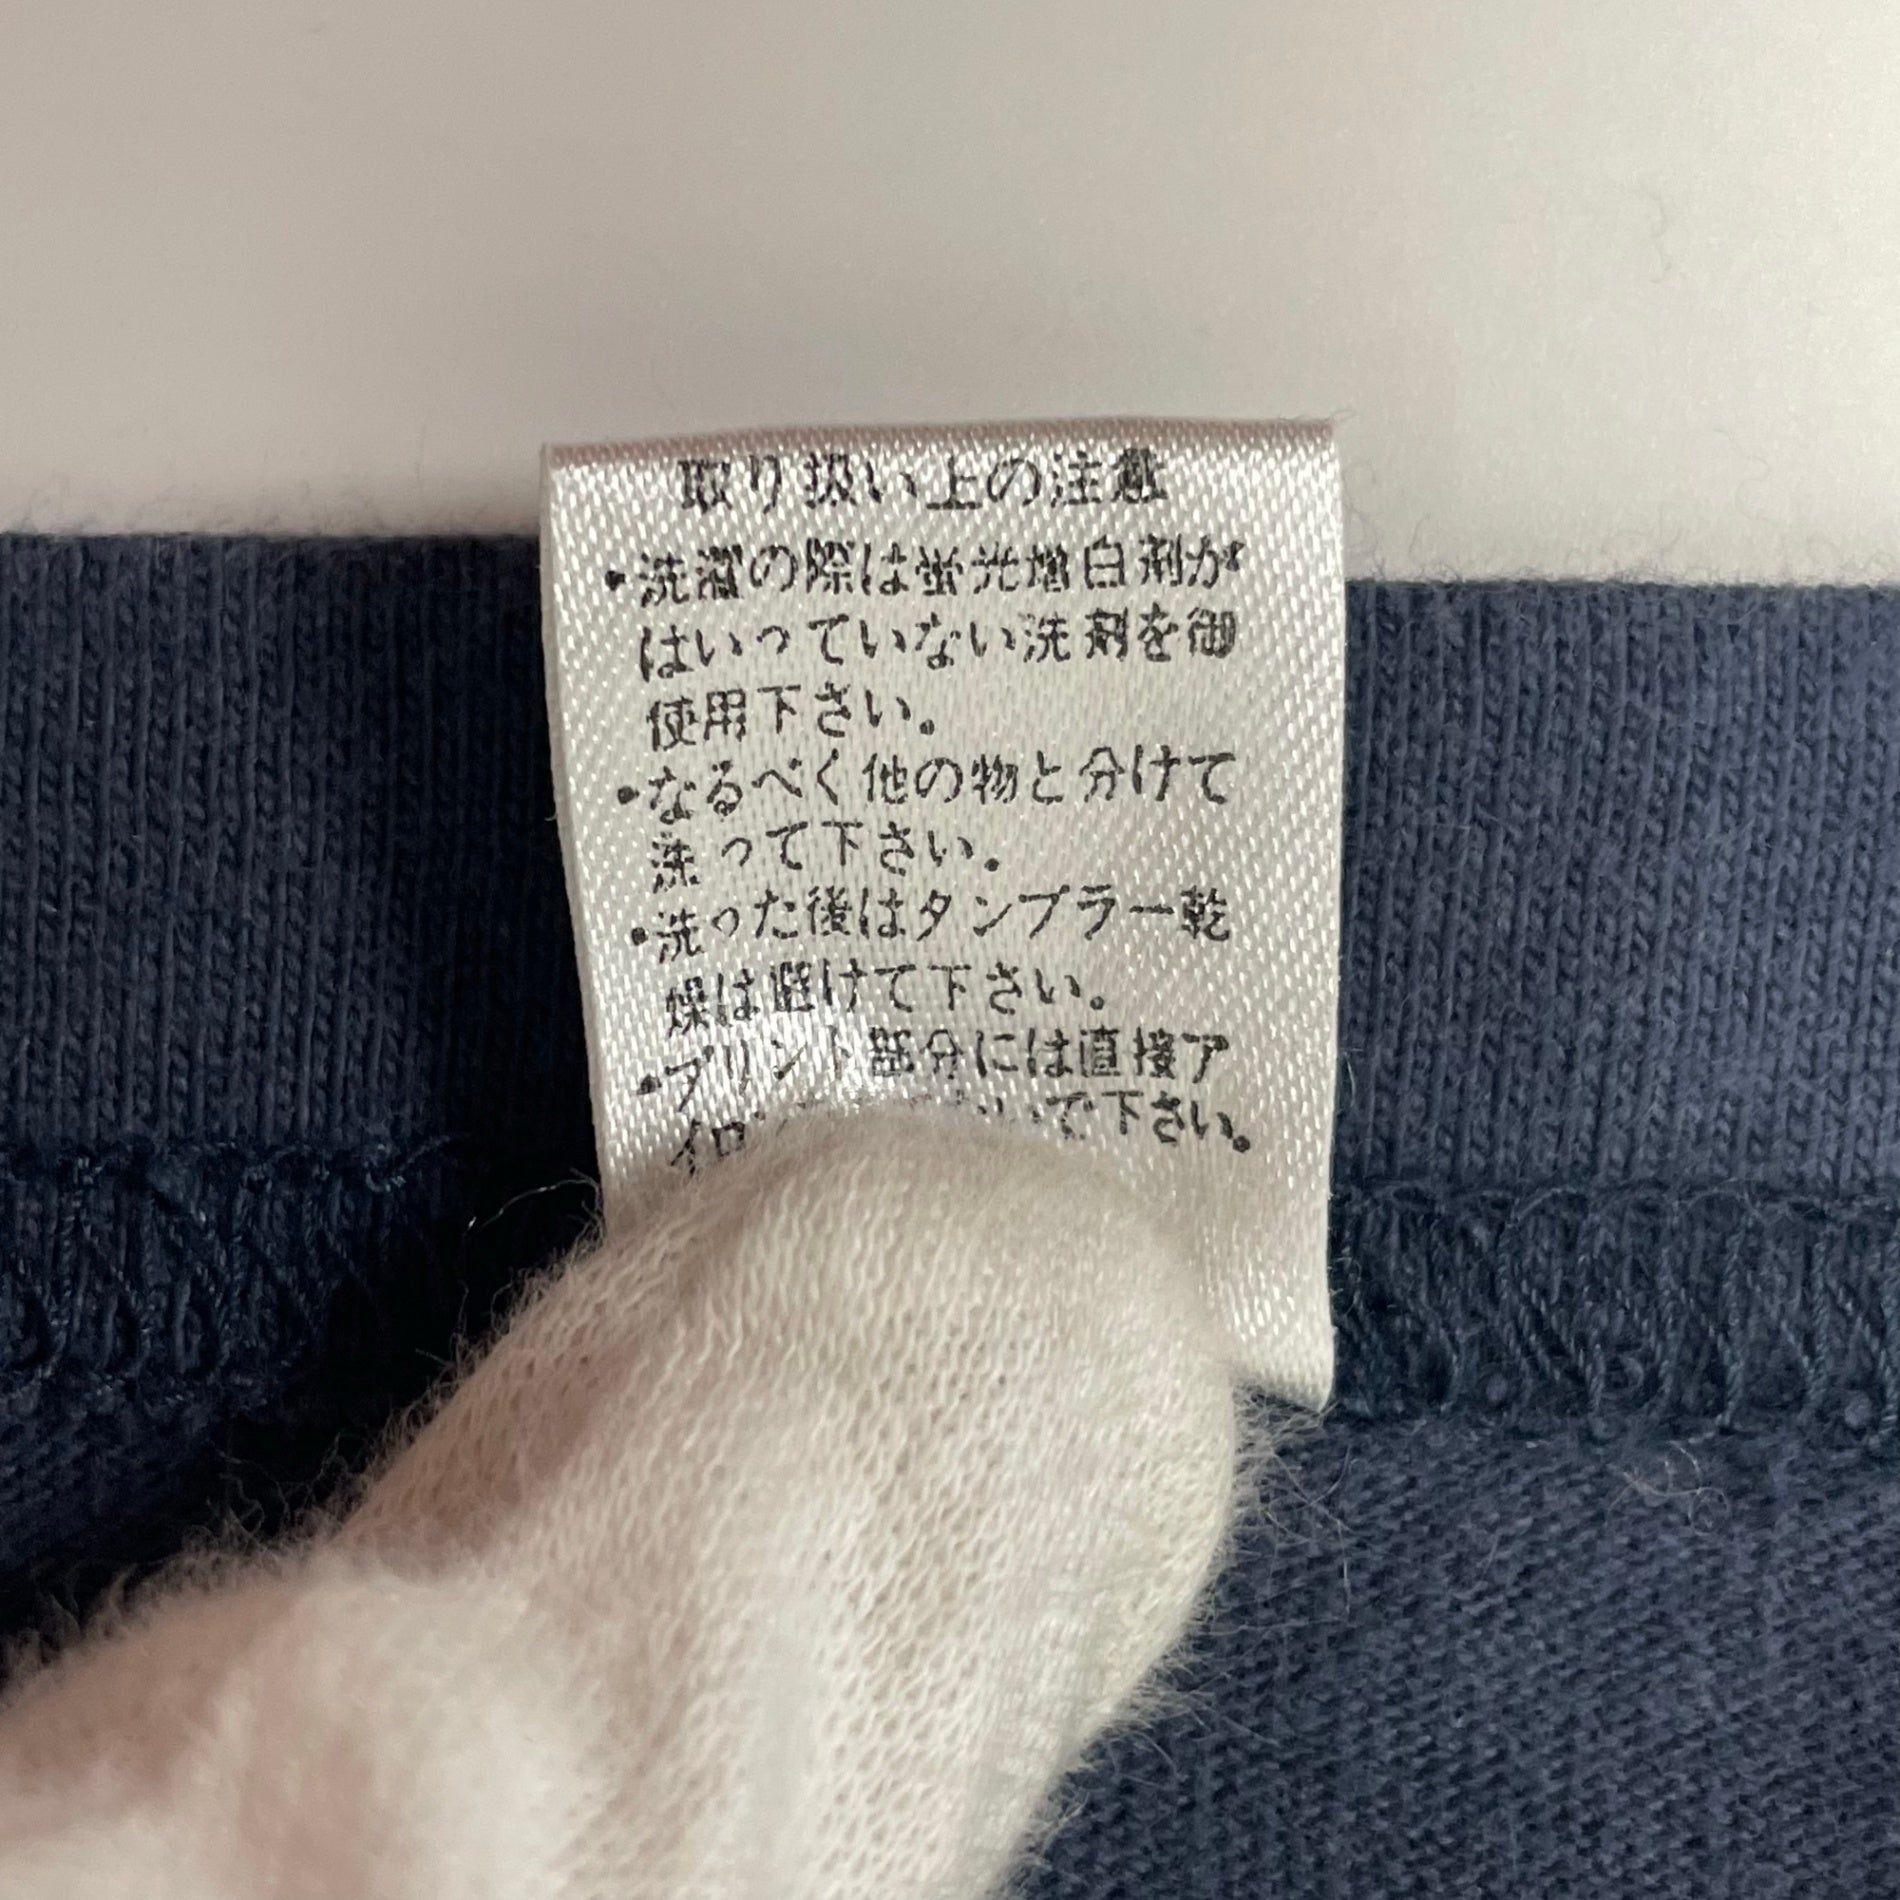 取り扱い上の注意
・洗濯の際は蛍光増白剤が
はいっていない洗剤を御
使用下さい。
・なるべく他の物と分けて
洗って下さい。
・洗った後はタンブラー乾
燥は避けて下さい。
・プリント部分には直接ア
イロ いで下さい。